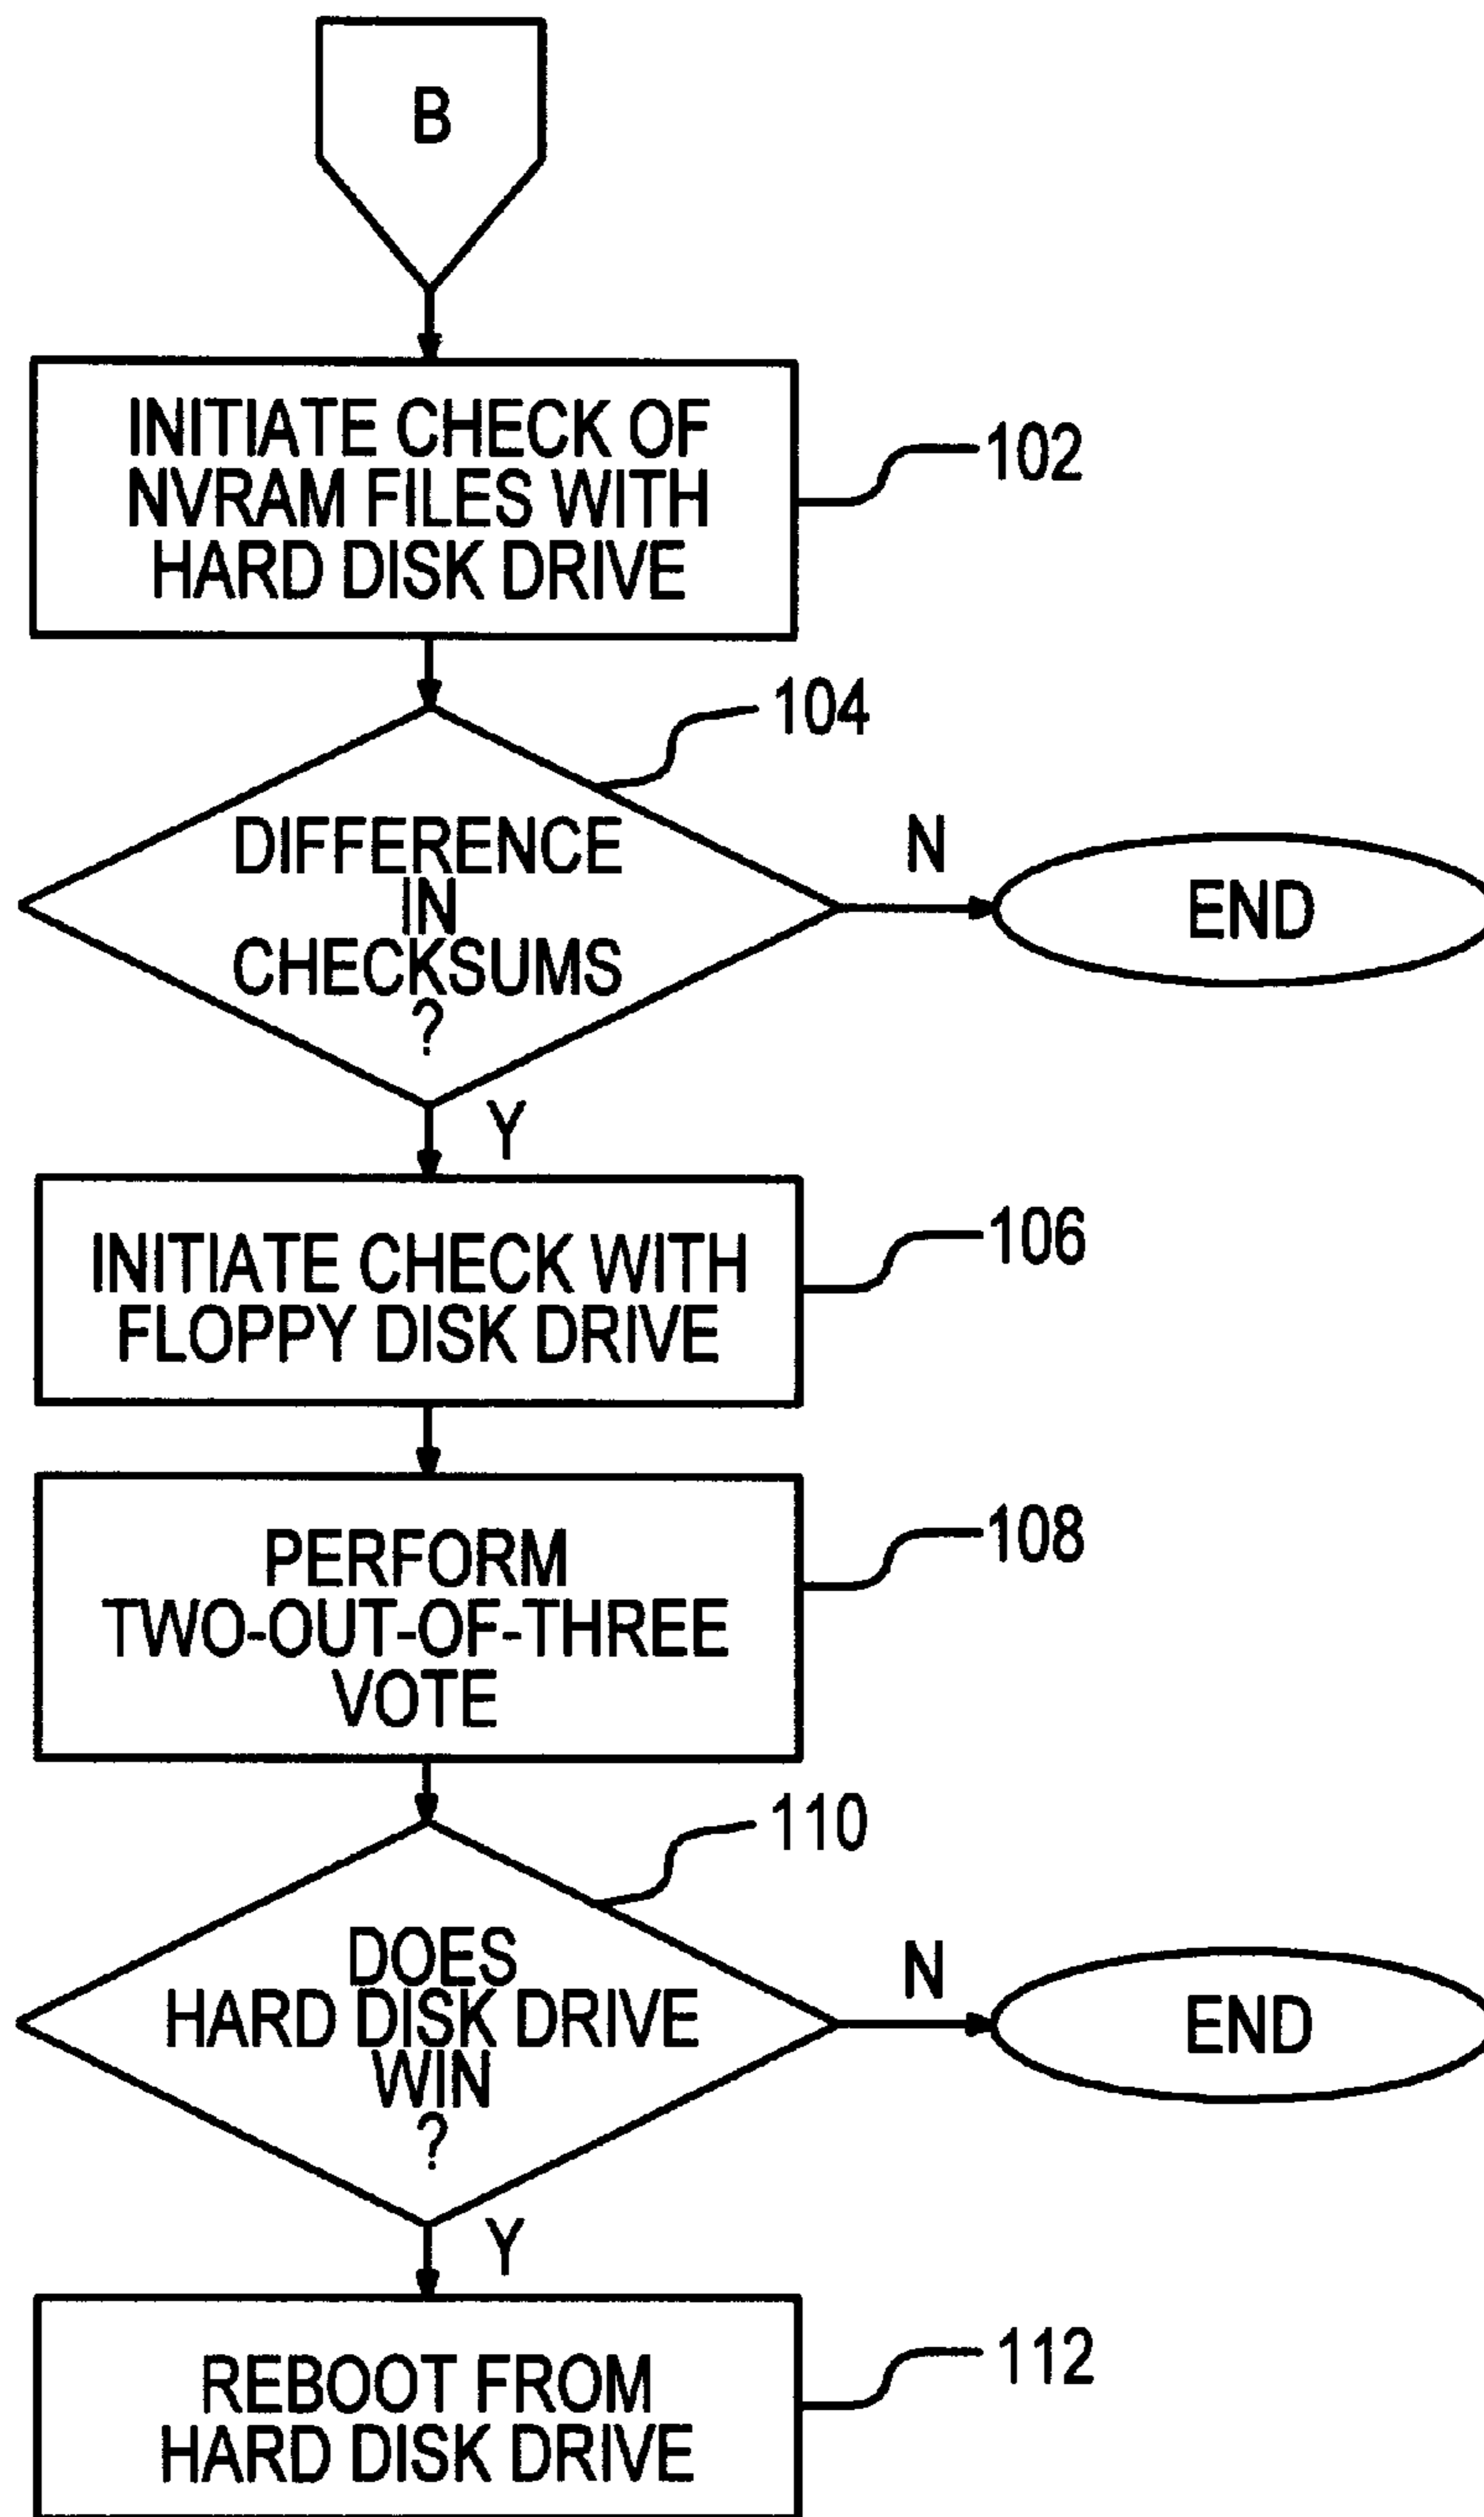 B
INITIATE CHECK OF
NVRAM FILES WITH
HARD DISK DRIVE
102
104
DIFFERENCE
IN
CHECKSUMS
?
N
END
Y
INITIATE CHECK WITH
FLOPPY DISK DRIVE
106
PERFORM
TWO-OUT-OF-THREE
VOTE
108
110
DOES
HARD DISK DRIVE
WIN
?
N
END
Y
REBOOT FROM
HARD DISK DRIVE
112